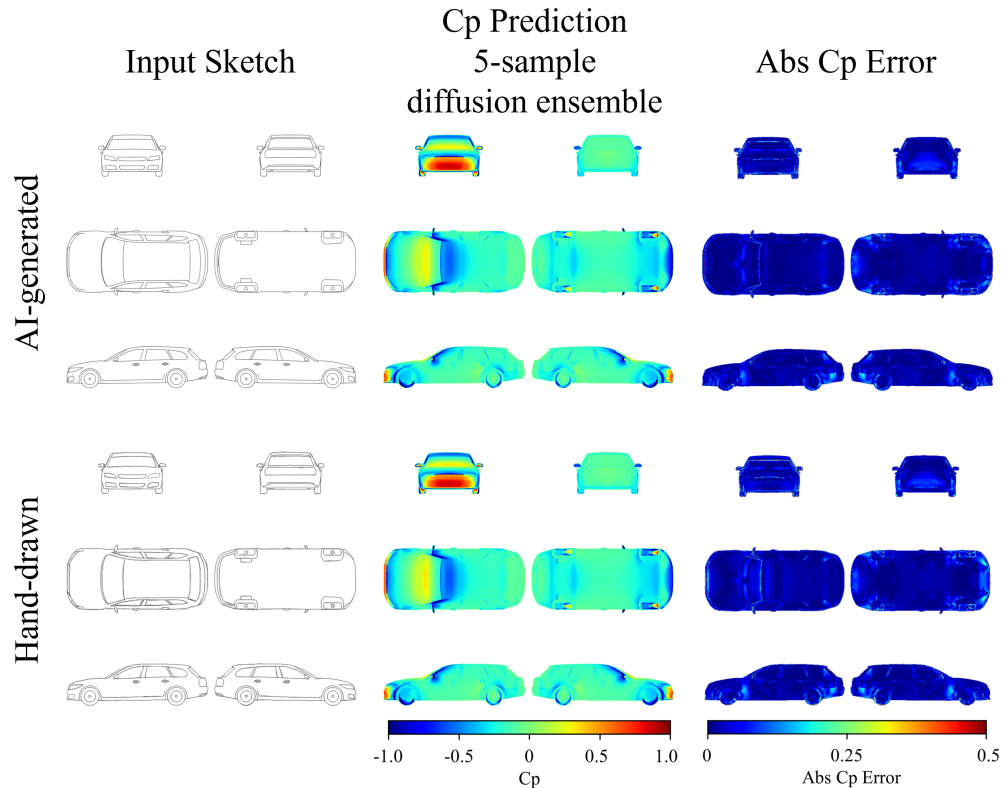 Input Sketch
Cp Prediction
5-sample
diffusion ensemble
Abs Cp Error
AI-generated
Hand-drawn
-1.0 -0.5 0 0.5 1.0
Cp
0 0.25 0.5
Abs Cp Error